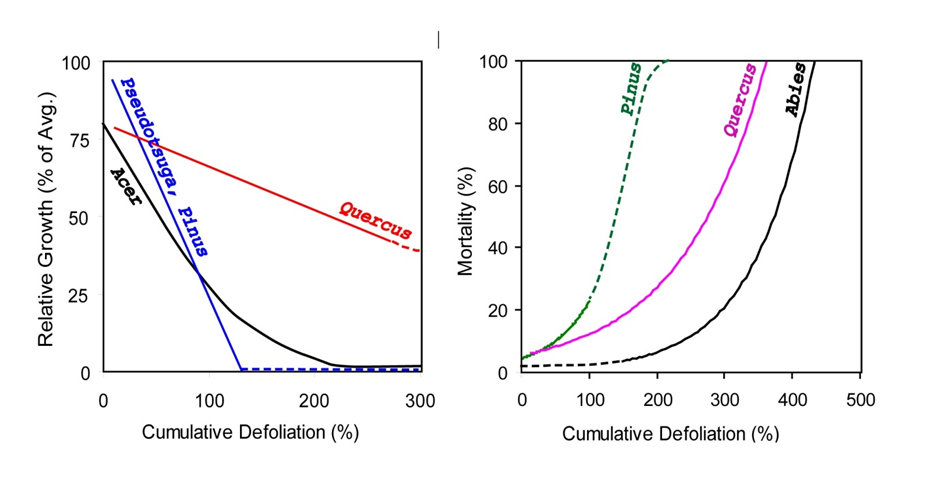 Relative Growth (% of Avg.)
100
75
50
25
0
Pseudotsuga, Pinus
Acer
Quercus
0 100 200 300
Cumulative Defoliation (%)
Mortality (%)
100
80
60
40
20
0
Pinus
Quercus
Abies
0 100 200 300 400 500
Cumulative Defoliation (%)